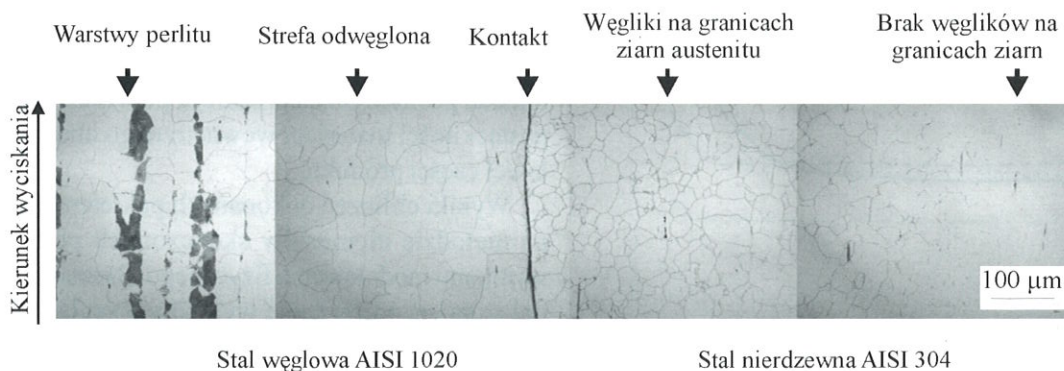 Warstwy perlitu
Strefa odwęglona
Kontakt
Węgliki na granicach
ziarn austenitu
Brak węglików na
granicach ziarn
Kierunek wyciskania
100 µm
Stal węglowa AISI 1020
Stal nierdzewna AISI 304